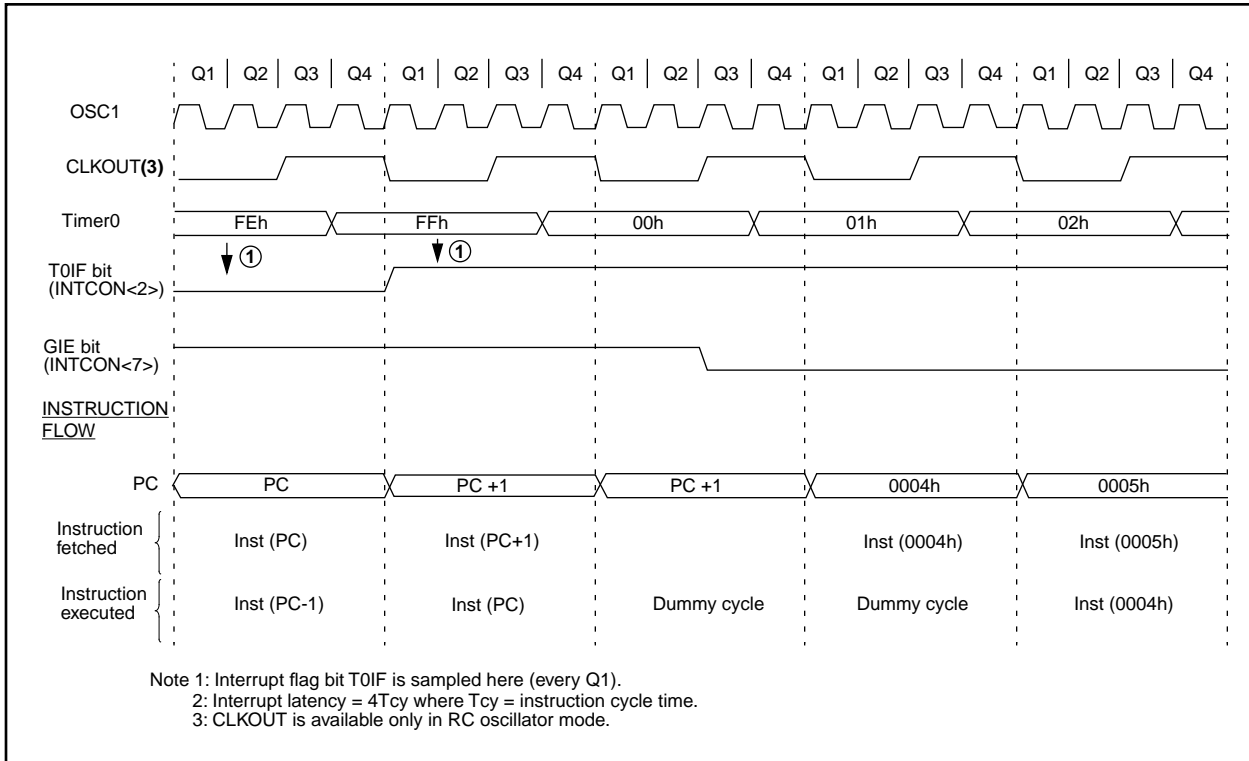 Q1 Q2 Q3 Q4 Q1 Q2 Q3 Q4 Q1 Q2 Q3 Q4 Q1 Q2 Q3 Q4 Q1 Q2 Q3 Q4
OSC1
CLKOUT(3)
Timer0 FEh FFh 00h 01h 02h
① ①
T0IF bit
(INTCON<2>)
GIE bit
(INTCON<7>)
INSTRUCTION
FLOW
PC PC PC +1 PC +1 0004h 0005h
Instruction
fetched
Inst (PC) Inst (PC+1) Inst (0004h) Inst (0005h)
Instruction
executed
Inst (PC-1) Inst (PC) Dummy cycle Dummy cycle Inst (0004h)
Note 1: Interrupt flag bit T0IF is sampled here (every Q1).
2: Interrupt latency = 4Tcy where Tcy = instruction cycle time.
3: CLKOUT is available only in RC oscillator mode.